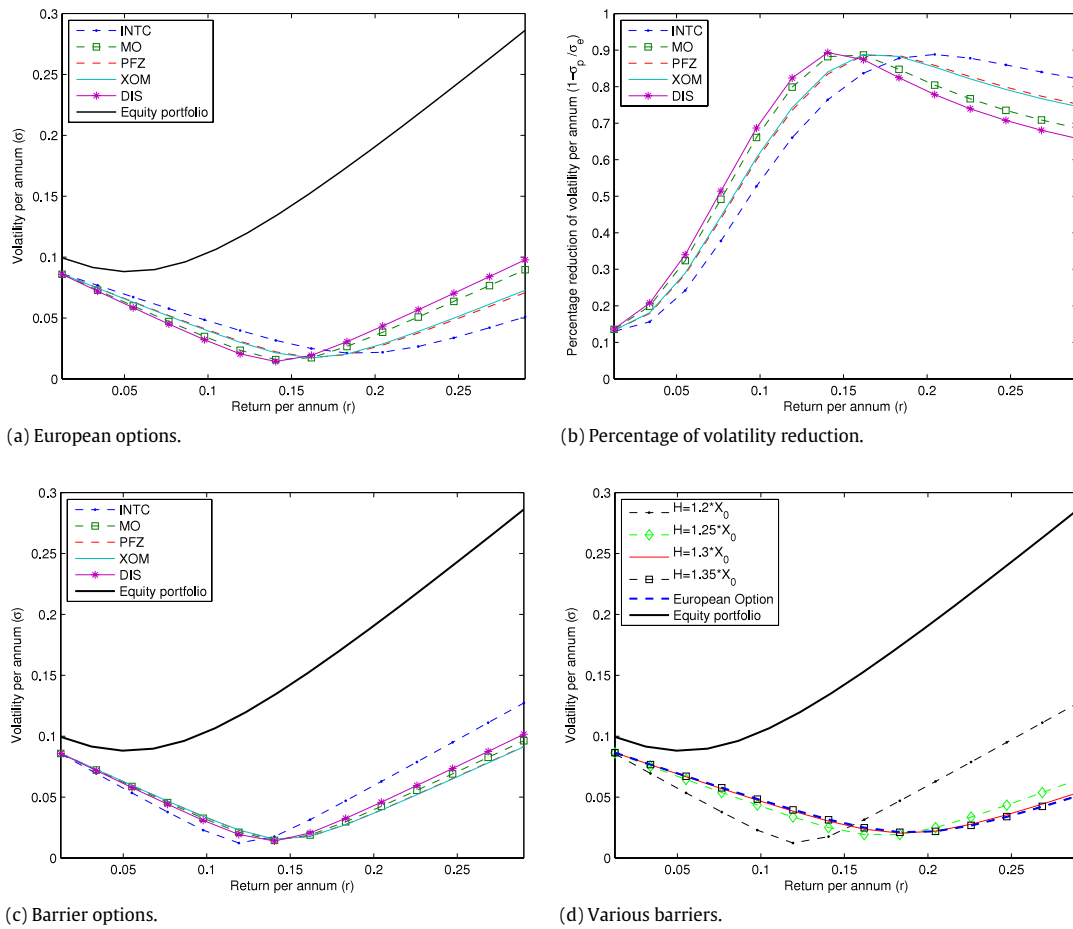 0.3
0.25
0.2
0.15
0.1
0.05
0
Volatility per annum (σ)
INTC
MO
PFZ
XOM
DIS
Equity portfolio
0.05
0.1
0.15
0.2
0.25
Return per annum (r)
(a) European options.
1
0.9
0.8
0.7
0.6
0.5
0.4
0.3
0.2
0.1
0
Percentage reduction of volatility per annum (1−σp/σe)
INTC
MO
PFZ
XOM
DIS
0.05
0.1
0.15
0.2
0.25
Return per annum (r)
(b) Percentage of volatility reduction.
0.3
0.25
0.2
0.15
0.1
0.05
0
Volatility per annum (σ)
INTC
MO
PFZ
XOM
DIS
Equity portfolio
0.05
0.1
0.15
0.2
0.25
Return per annum (r)
(c) Barrier options.
0.3
0.25
0.2
0.15
0.1
0.05
0
Volatility per annum (σ)
H=1.2*X0
H=1.25*X0
H=1.3*X0
H=1.35*X0
European Option
Equity portfolio
0.05
0.1
0.15
0.2
0.25
Return per annum (r)
(d) Various barriers.